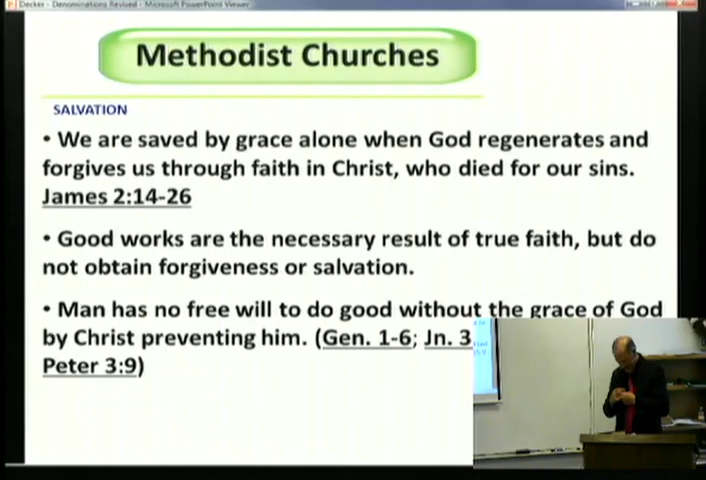 Decker - Denominations Revised - Microsoft PowerPoint Viewer
Methodist Churches
SALVATION
• We are saved by grace alone when God regenerates and
forgives us through faith in Christ, who died for our sins.
James 2:14-26
• Good works are the necessary result of true faith, but do
not obtain forgiveness or salvation.
• Man has no free will to do good without the grace of God
by Christ preventing him. (Gen. 1-6; Jn. 3
Peter 3:9)